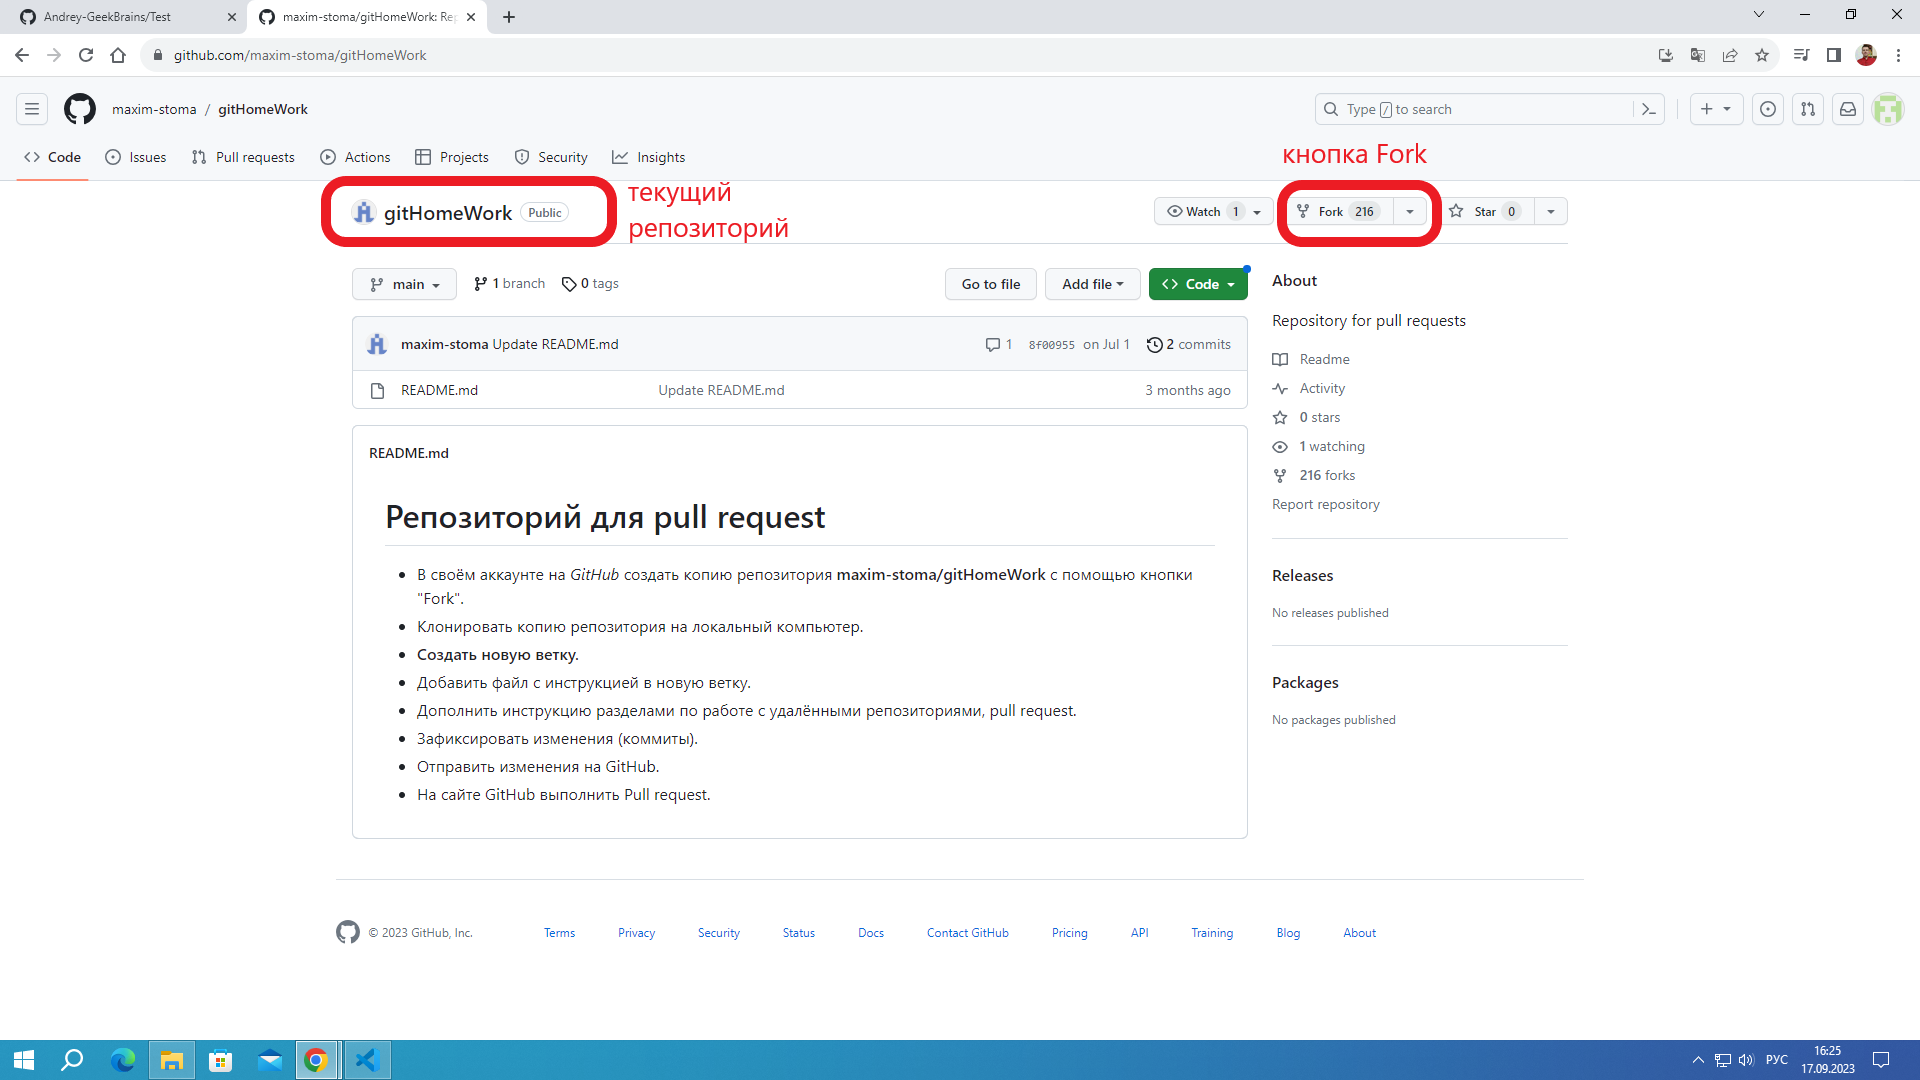 Andrey-GeekBrains/Test
maxim-stoma/gitHomeWork: Rep
github.com/maxim-stoma/gitHomeWork
maxim-stoma / gitHomeWork
Type / to search
Code Issues Pull requests Actions Projects Security Insights
кнопка Fork
gitHomeWork Public
текущий
репозиторий
Watch 1 Fork 216 Star 0
main 1 branch 0 tags Go to file Add file Code
maxim-stoma Update README.md 1 8f00955 on Jul 1 2 commits
README.md Update README.md 3 months ago
README.md
Репозиторий для pull request
В своём аккаунте на GitHub создать копию репозитория maxim-stoma/gitHomeWork с помощью кнопки
"Fork".
Клонировать копию репозитория на локальный компьютер.
Создать новую ветку.
Добавить файл с инструкцией в новую ветку.
Дополнить инструкцию разделами по работе с удалёнными репозиториями, pull request.
Зафиксировать изменения (коммиты).
Отправить изменения на GitHub.
На сайте GitHub выполнить Pull request.
About
Repository for pull requests
Readme
Activity
0 stars
1 watching
216 forks
Report repository
Releases
No releases published
Packages
No packages published
© 2023 GitHub, Inc. Terms Privacy Security Status Docs Contact GitHub Pricing API Training Blog About
РУС
16:25
17.09.2023